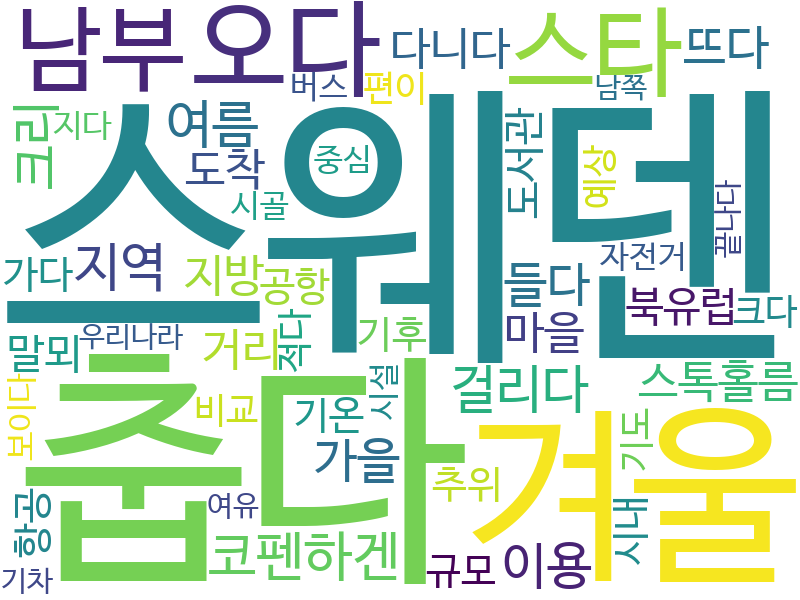 남부
오다
스타
다니다
뜨다
버스
편이
남쪽
크리
지다
여름
도착
중심
시골
도서관
예상
끝나다
스웨덴
가다
지역
지방
공항
들다
자전거
북유럽
크다
우리나라
말뫼
거리
적다
기후
마을
춥다
겨울
걸리다
스톡홀름
보이다
비교
기온
시설
가을
기도
추위
항공
여유
시내
코펜하겐
규모
이용
기차